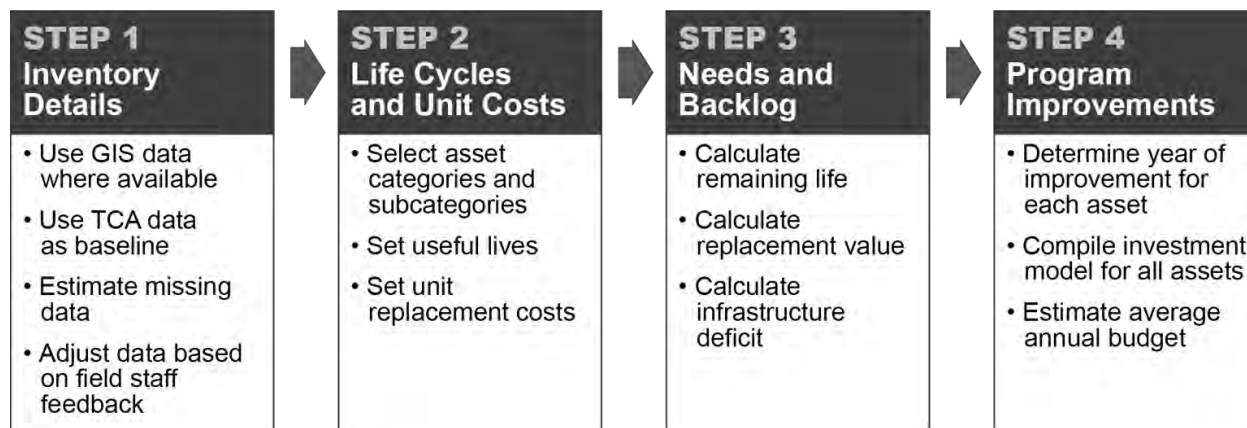 STEP 1
Inventory
Details
• Use GIS data
where available
• Use TCA data
as baseline
• Estimate missing
data
• Adjust data based
on field staff
feedback
STEP 2
Life Cycles
and Unit Costs
• Select asset
categories and
subcategories
• Set useful lives
• Set unit
replacement costs
STEP 3
Needs and
Backlog
• Calculate
remaining life
• Calculate
replacement value
• Calculate
infrastructure
deficit
STEP 4
Program
Improvements
• Determine year of
improvement for
each asset
• Compile investment
model for all assets
• Estimate average
annual budget